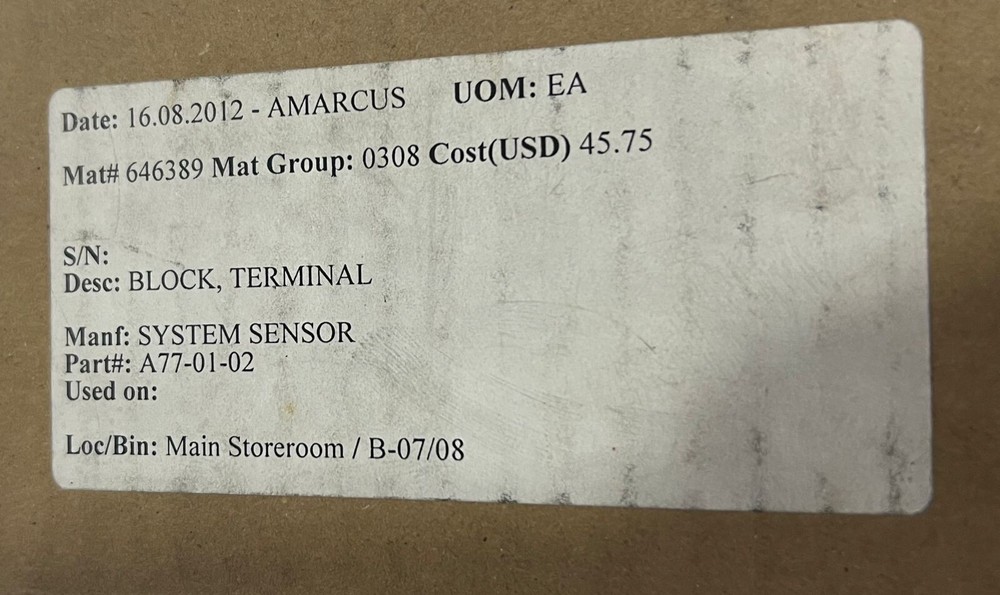 Date: 16.08.2012 - AMARCUS UOM: EA
Mat# 646389 Mat Group: 0308 Cost(USD) 45.75
S/N:
Desc: BLOCK, TERMINAL
Manf: SYSTEM SENSOR
Part#: A77-01-02
Used on:
Loc/Bin: Main Storeroom / B-07/08